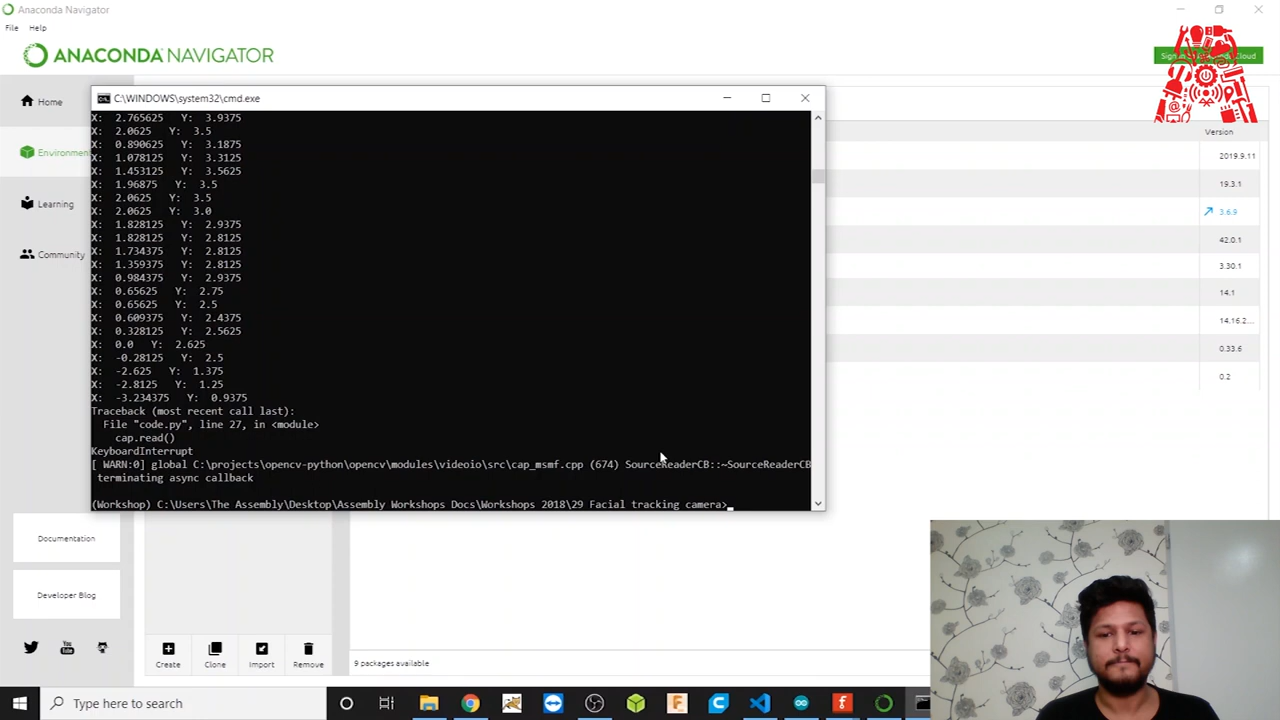 Anaconda Navigator
File Help
ANACONDA NAVIGATOR
Home
Environmen
Learning
Community
Documentation
Developer Blog
C:\WINDOWS\system32\cmd.exe
X: 2.765625 Y: 3.9375
X: 2.0625 Y: 3.5
X: 0.890625 Y: 3.1875
X: 1.078125 Y: 3.3125
X: 1.453125 Y: 3.5625
X: 1.96875 Y: 3.5
X: 2.0625 Y: 3.5
X: 2.0625 Y: 3.0
X: 1.828125 Y: 2.9375
X: 1.828125 Y: 2.8125
X: 1.734375 Y: 2.8125
X: 1.359375 Y: 2.8125
X: 0.984375 Y: 2.9375
X: 0.65625 Y: 2.75
X: 0.65625 Y: 2.5
X: 0.609375 Y: 2.4375
X: 0.328125 Y: 2.5625
X: 0.0 Y: 2.625
X: -0.28125 Y: 2.5
X: -2.625 Y: 1.375
X: -2.8125 Y: 1.25
X: -3.234375 Y: 0.9375
Traceback (most recent call last):
File "code.py", line 27, in <module>
cap.read()
KeyboardInterrupt
[ WARN:0] global C:\projects\opencv-python\opencv\modules\videoio\src\cap_msmf.cpp (674) SourceReaderCB::~SourceReaderCB
terminating async callback
(Workshop) C:\Users\The Assembly\Desktop\Assembly Workshops Docs\Workshops 2018\29 Facial tracking camera>
Version
2019.9.11
19.3.1
3.6.9
42.0.1
3.30.1
14.1
14.16.2...
0.33.6
0.2
Create Clone Import Remove
9 packages available
Type here to search